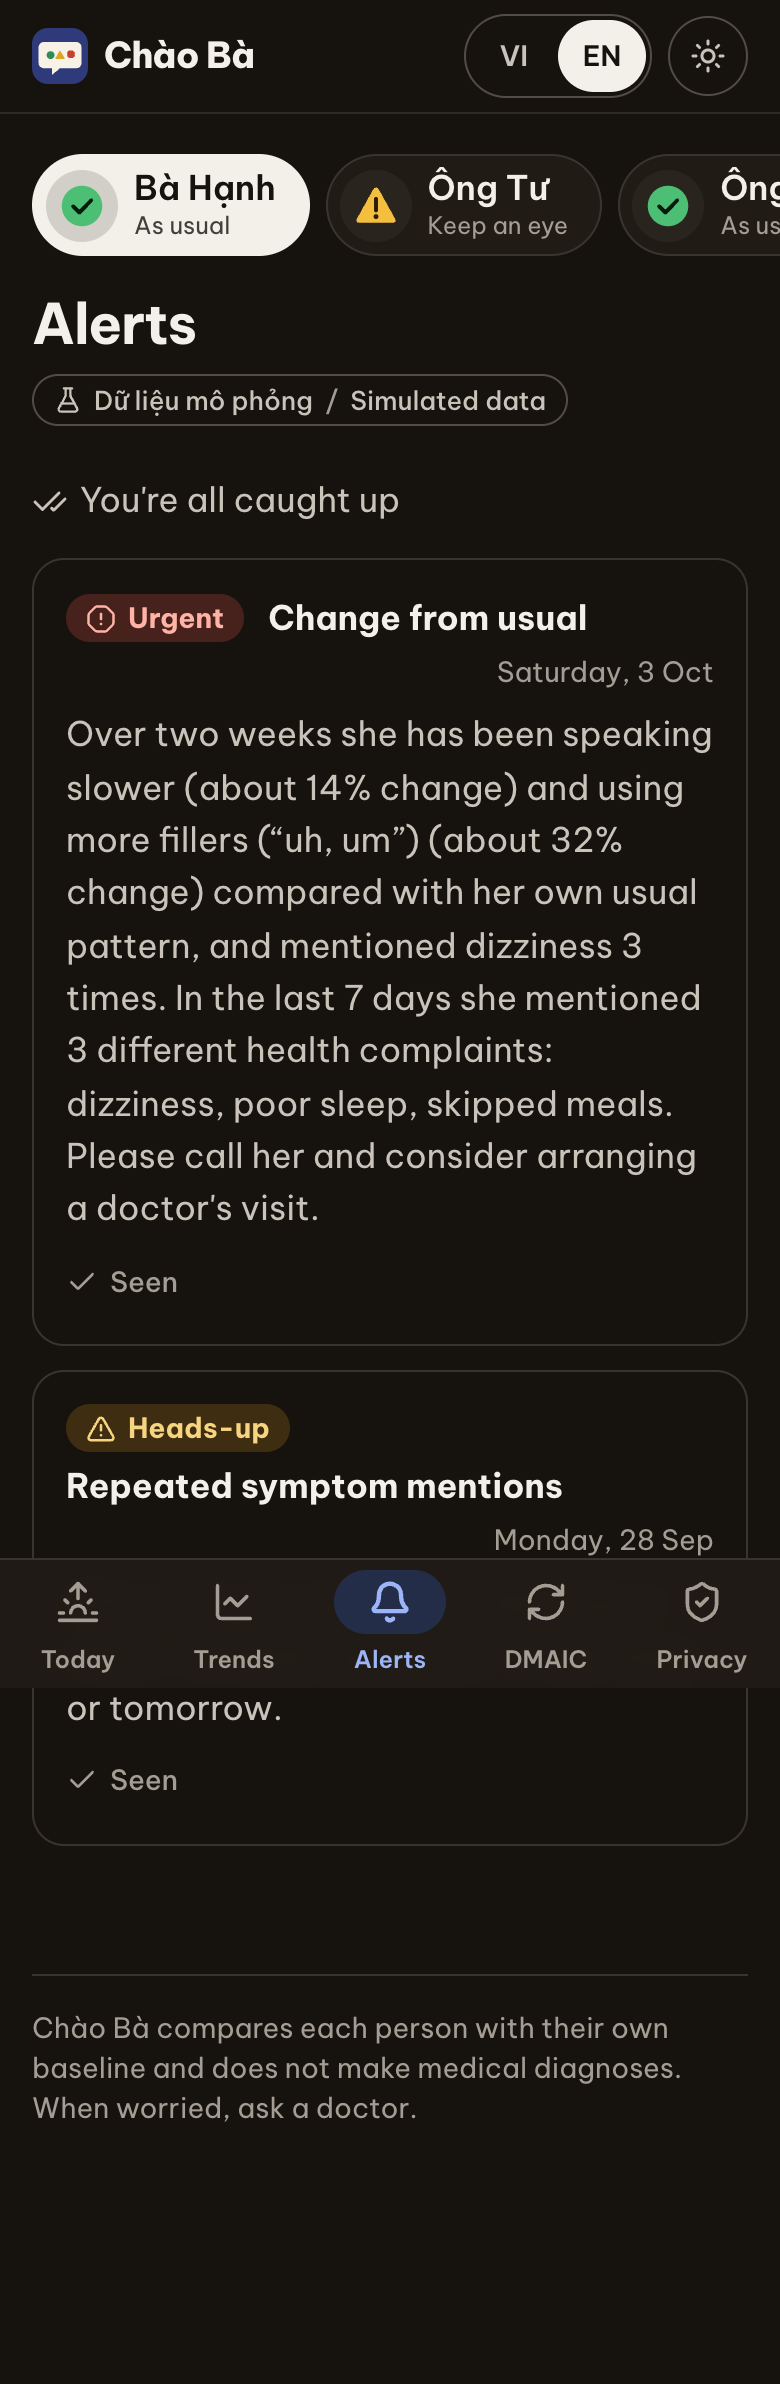 Chào Bà
VI
EN
Bà Hạnh
As usual
Ông Tư
Keep an eye
Ông
As us
Alerts
Dữ liệu mô phỏng / Simulated data
You're all caught up
Urgent
Change from usual
Saturday, 3 Oct
Over two weeks she has been speaking
slower (about 14% change) and using
more fillers (“uh, um”) (about 32%
change) compared with her own usual
pattern, and mentioned dizziness 3
times. In the last 7 days she mentioned
3 different health complaints:
dizziness, poor sleep, skipped meals.
Please call her and consider arranging
a doctor's visit.
Seen
Heads-up
Repeated symptom mentions
Monday, 28 Sep
Today
Trends
Alerts
DMAIC
Privacy
or tomorrow.
Seen
Chào Bà compares each person with their own
baseline and does not make medical diagnoses.
When worried, ask a doctor.